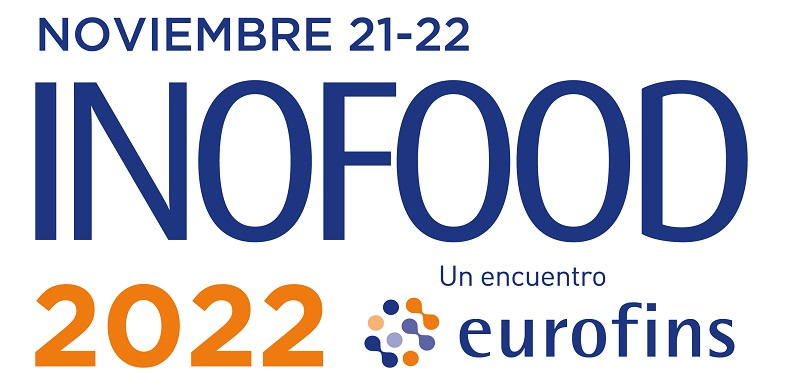 NOVIEMBRE 21-22
INOFOOD
2022
Un encuentro
eurofins